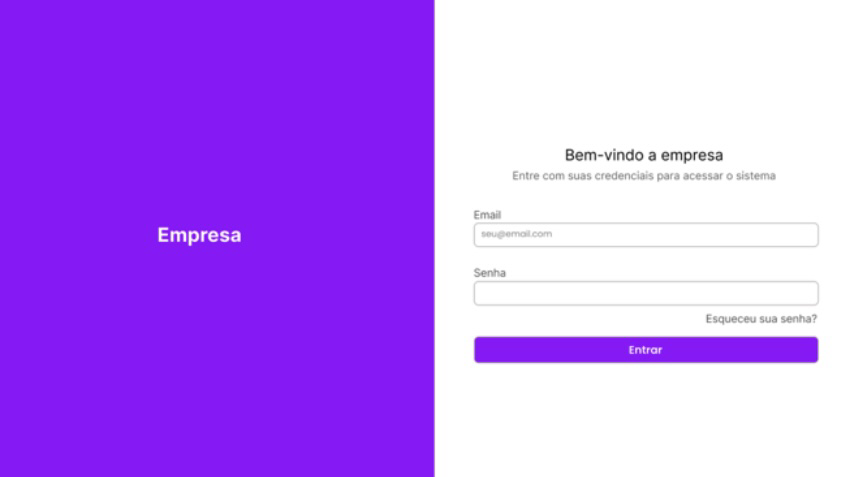 Empresa
Bem-vindo a empresa
Entre com suas credenciais para acessar o sistema
Email
seu@email.com
Senha
Esqueceu sua senha?
Entrar